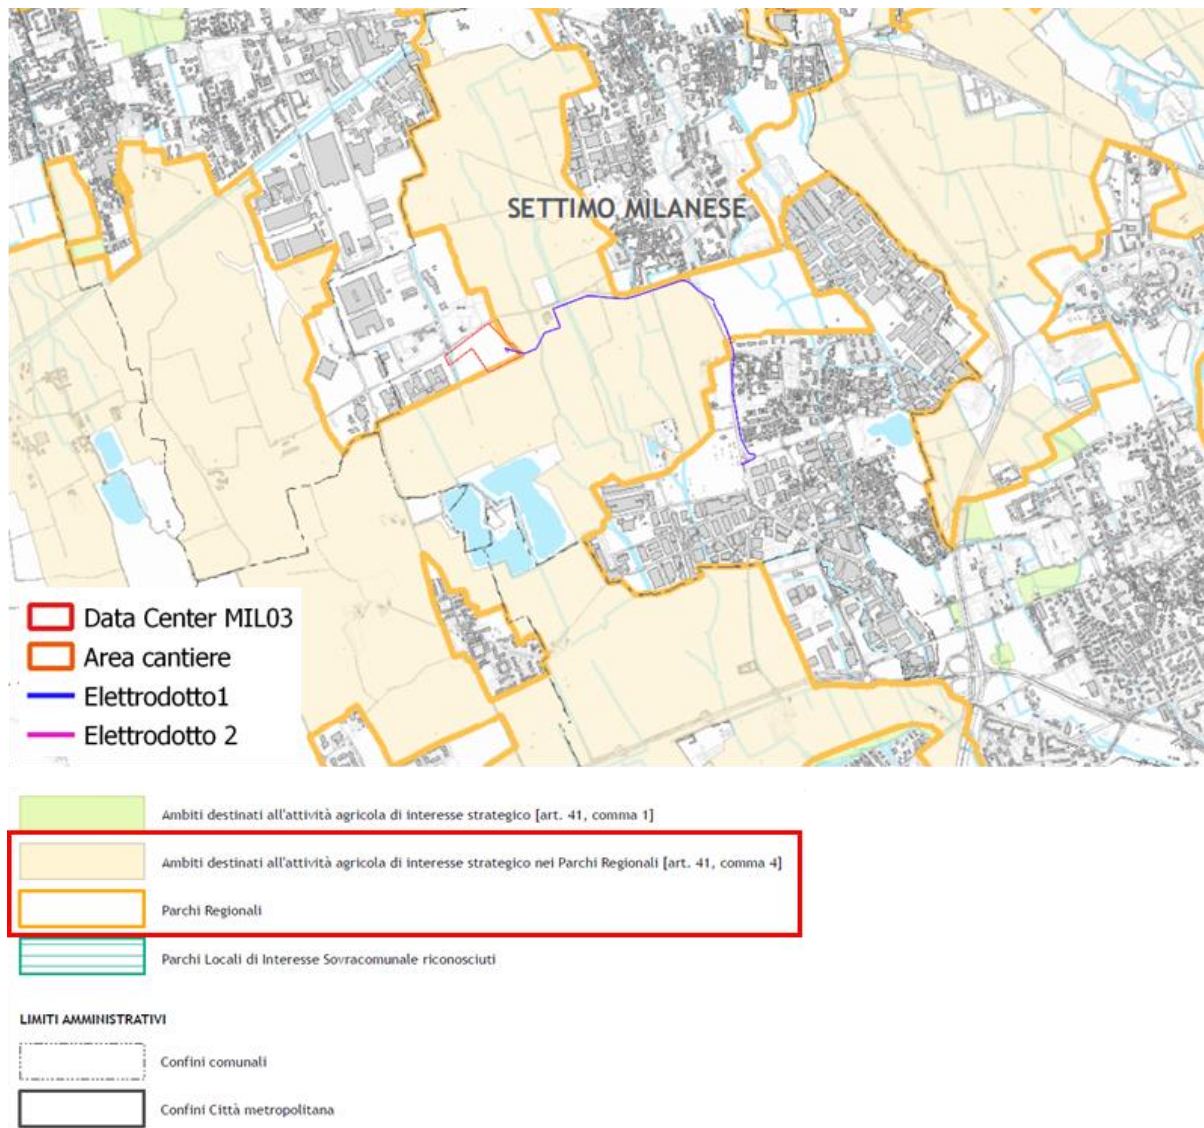 SETTIMO MILANESE
Data Center MIL03
Area cantiere
Elettrodotto1
Elettrodotto 2
Ambiti destinati all'attività agricola di interesse strategico [art. 41, comma 1]
Ambiti destinati all'attività agricola di interesse strategico nei Parchi Regionali [art. 41, comma 4]
Parchi Regionali
Parchi Locali di Interesse Sovracomunale riconosciuti
LIMITI AMMINISTRATIVI
Confini comunali
Confini Città metropolitana